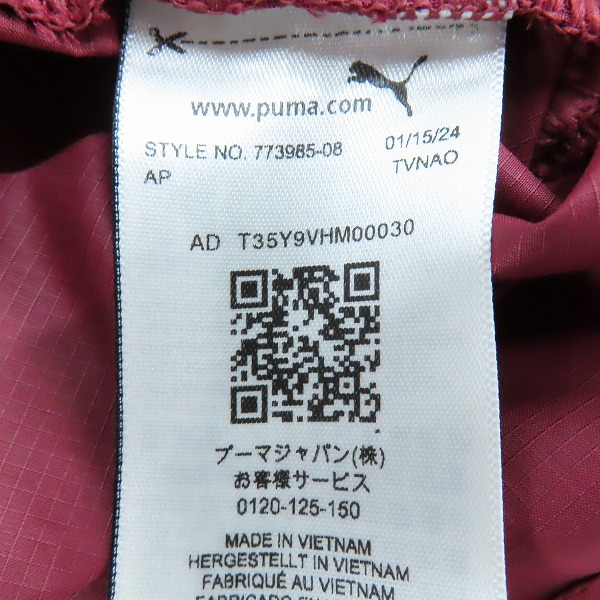 www.puma.com
STYLE NO. 773985-08 01/15/24
AP TVNAO
AD T35Y9VHM00030
プーマジャパン(株)
お客様サービス
0120-125-150
MADE IN VIETNAM
HERGESTELLT IN VIETNAM
FABRIQUÉ AU VIETNAM